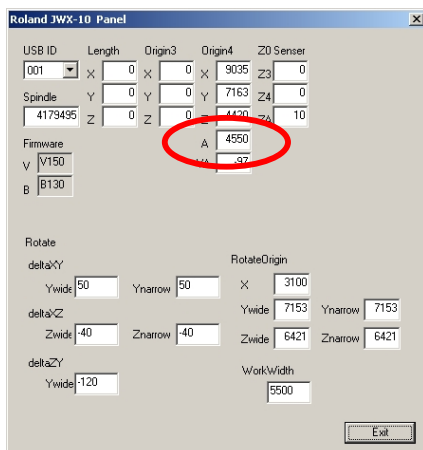 Roland JWX-10 Panel
USB ID Length Origin3 Origin4 Z0 Senser
001 X 0 X 0 X 9035 Z3 0
Spindle Y 0 Y 0 Y 7163 Z4 0
4179495 Z 0 Z 0 Z 4420 ZA 10
Firmware A 4550
V V150 YA -97
B B130
Rotate
deltaXY RotateOrigin
Ywide 50 Ynarrow 50 X 3100
deltaXZ Ywide 7153 Ynarrow 7153
Zwide -40 Znarrow -40 Zwide 6421 Znarrow 6421
deltaZY WorkWidth
Ywide -120 5500
Exit